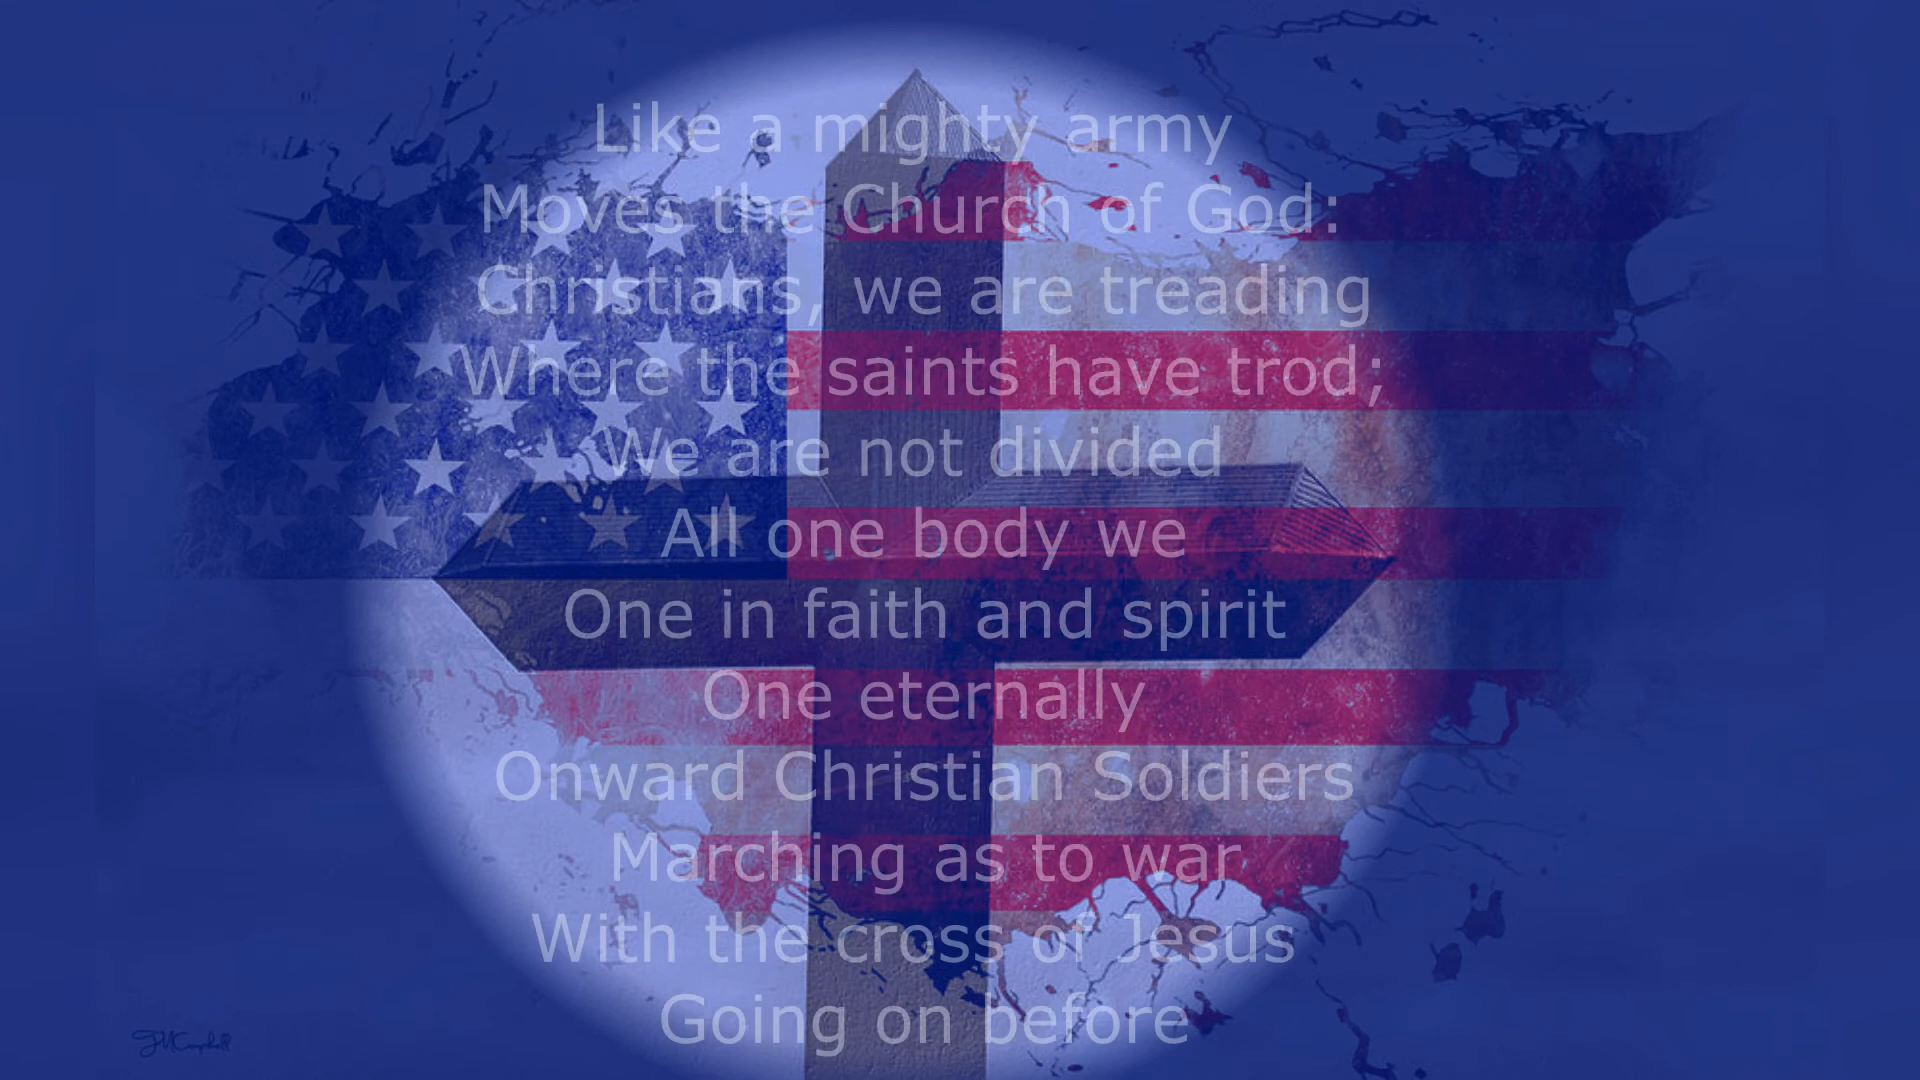 Like a mighty army
Moves the Church of God:
Christians, we are treading
Where the saints have trod;
We are not divided
All one body we
One in faith and spirit
One eternally
Onward Christian Soldiers
Marching as to war
With the cross of Jesus
Going on before